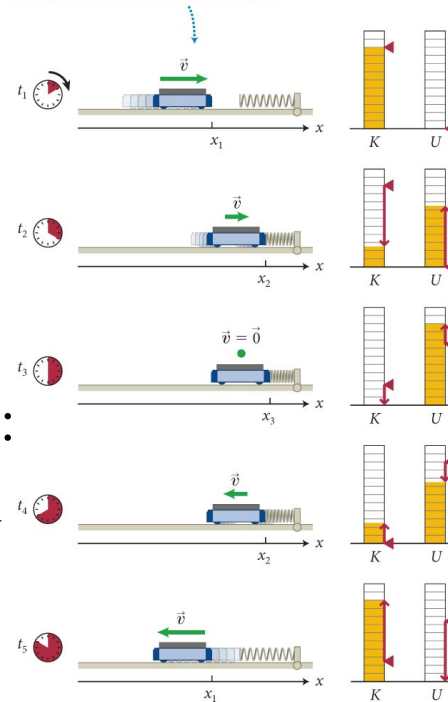 v⃗
t₁
x₁
x
K
U
v⃗
t₂
x₂
x
K
U
v⃗ = 0⃗
t₃
x₃
x
K
U
v⃗
t₄
x₂
x
K
U
v⃗
t₅
x₁
x
K
U